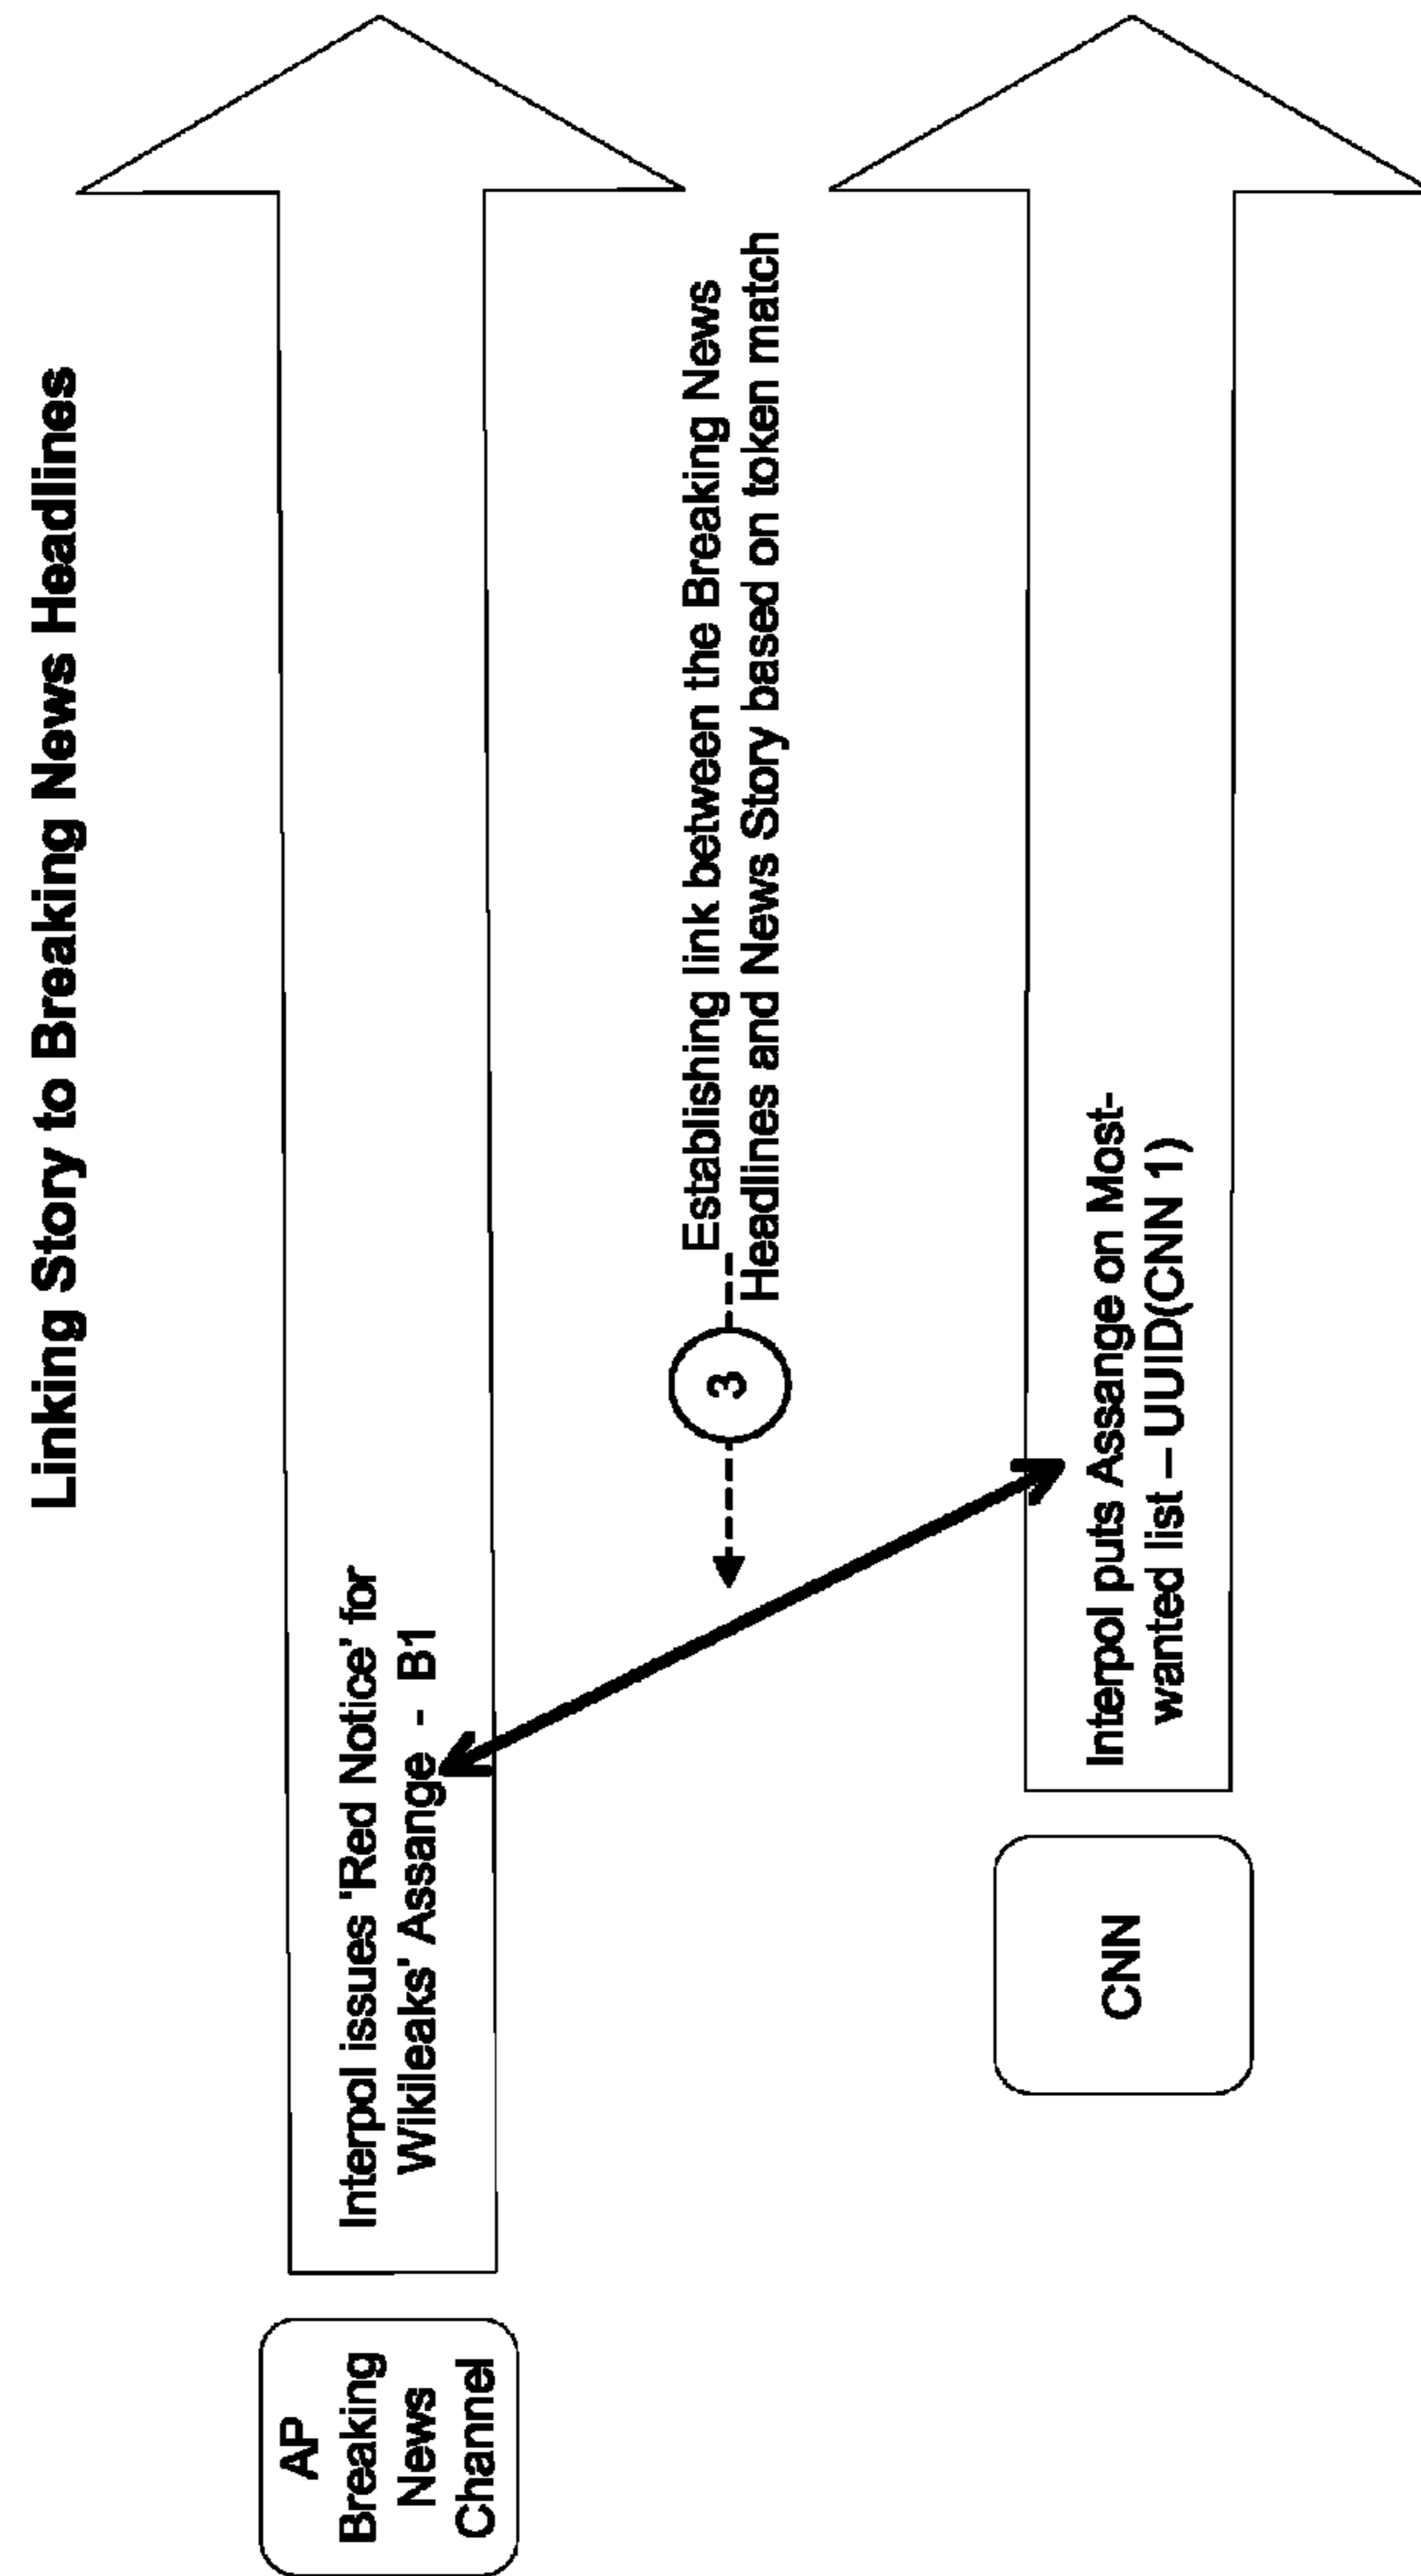 Linking Story to Breaking News Headlines
AP
Breaking
News
Channel
Interpol issues 'Red Notice' for
Wikileaks' Assange - B1
3
Establishing link between the Breaking News
Headlines and News Story based on token match
CNN
Interpol puts Assange on Most-
wanted list – UUID(CNN 1)